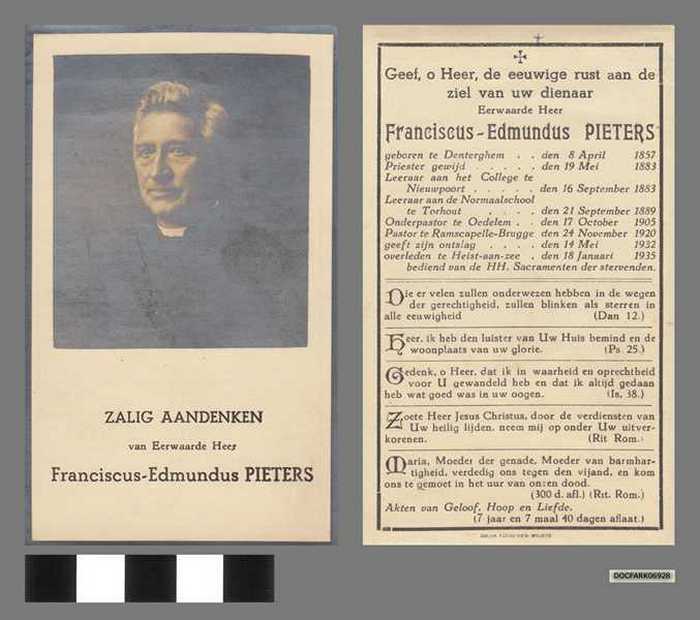 ZALIG AANDENKEN
van Eerwaarde Heer
Franciscus-Edmundus PIETERS
Geef, o Heer, de eeuwige rust aan de
ziel van uw dienaar
Eerwaarde Heer
Franciscus-Edmundus PIETERS
geboren te Denterghem . . den 8 April 1857
Priester gewijd . . . . . den 19 Mei 1883
Leeraar aan het College te
Nieuwpoort . . . . . den 16 September 1883
Leeraar aan de Normaalschool
te Torhout . . . . den 21 September 1889
Onderpastor te Oedelem . . den 17 October 1905
Pastor te Ramscapelle-Brugge den 24 November 1920
geeft zijn ontslag . . . . den 14 Mei 1932
overleden te Heist-aan-zee . den 18 Januari 1935
bediend van de HH. Sacramenten der stervenden.
Die er velen zullen onderwezen hebben in de wegen
der gerechtigheid, zullen blinken als sterren in
alle eeuwigheid (Dan 12.)
Heer, ik heb den luister van Uw Huis bemind en de
woonplaats van uw glorie. (Ps. 25.)
Gedenk, o Heer, dat ik in waarheid en oprechtheid
voor U gewandeld heb en dat ik altijd gedaan
heb wat goed was in uw oogen. (Is. 38.)
Zoete Heer Jesus Christus, door de verdiensten van
Uw heilig lijden, neem mij op onder Uw uitver-
korenen. (Rit Rom.)
Maria, Moeder der genade, Moeder van barmhar-
tigheid, verdedig ons tegen den vijand, en kom
ons te gemoet in het uur van onzen dood.
(300 d. afl.) (Rit. Rom.)
Akten van Geloof, Hoop en Liefde.
(7 jaar en 7 maal 40 dagen aflaat.)
DOCFARK06928